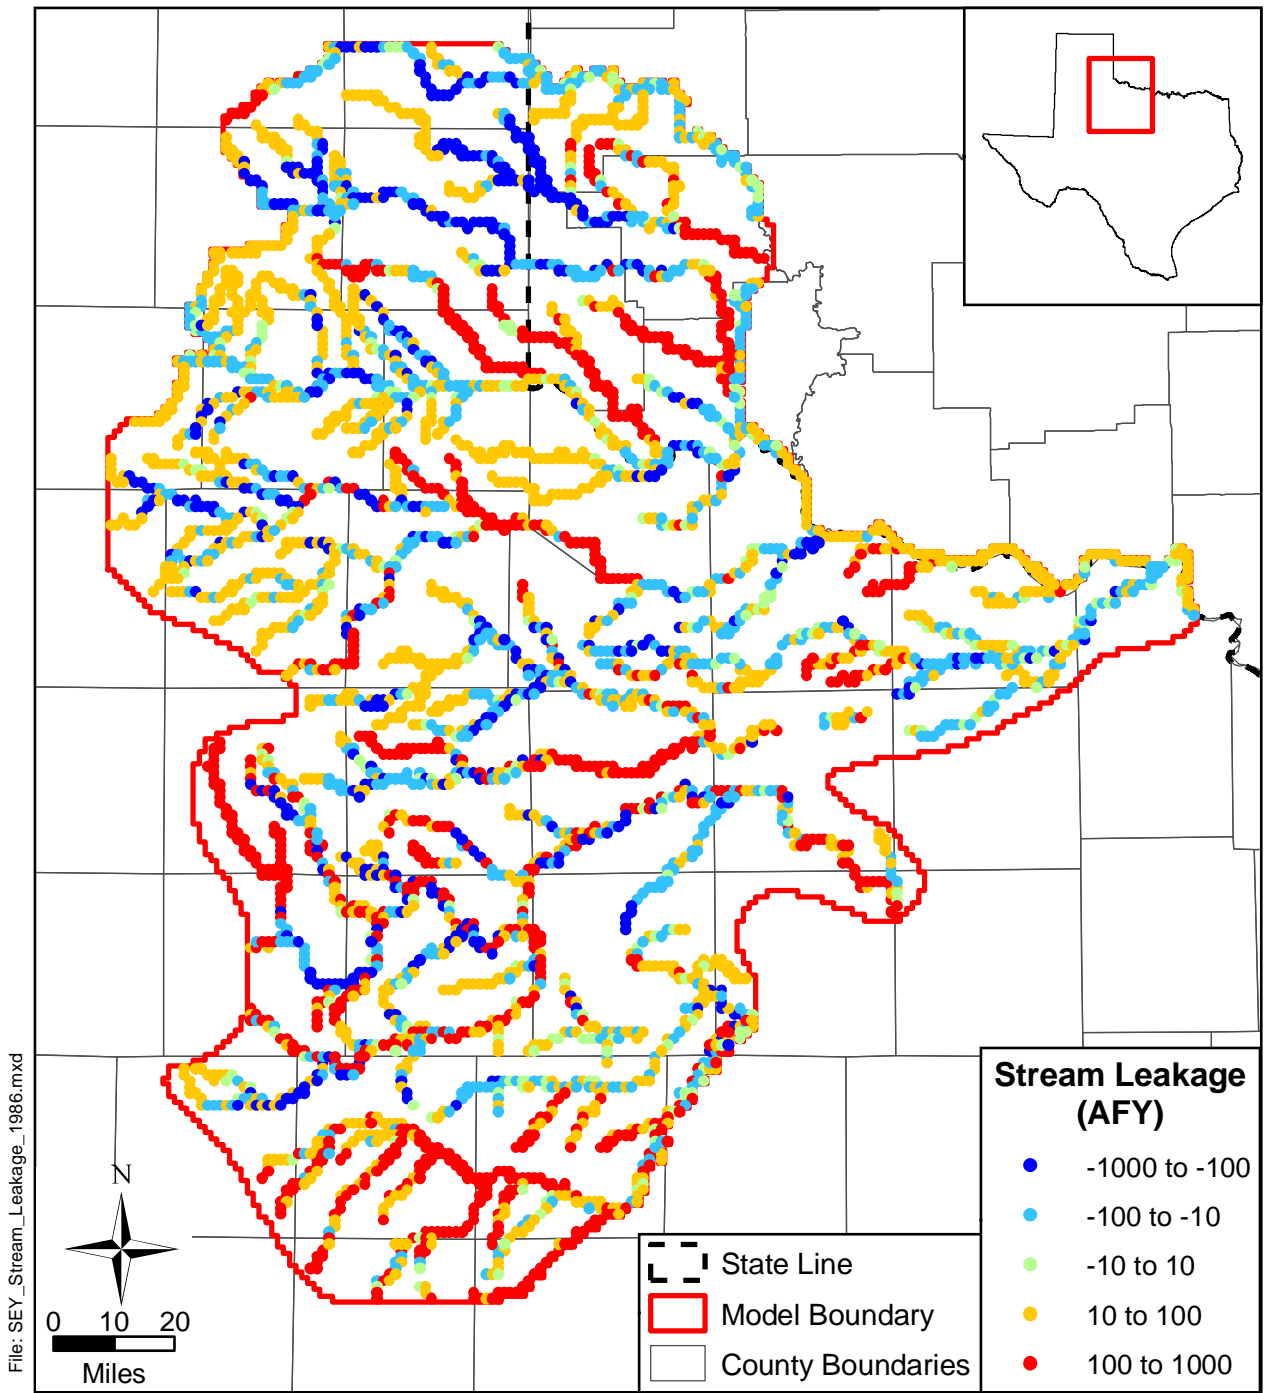 Stream Leakage
(AFY)
-1000 to -100
-100 to -10
-10 to 10
10 to 100
100 to 1000
State Line
Model Boundary
County Boundaries
N
0 10 20
Miles
File: SEY_Stream_Leakage_1986.mxd